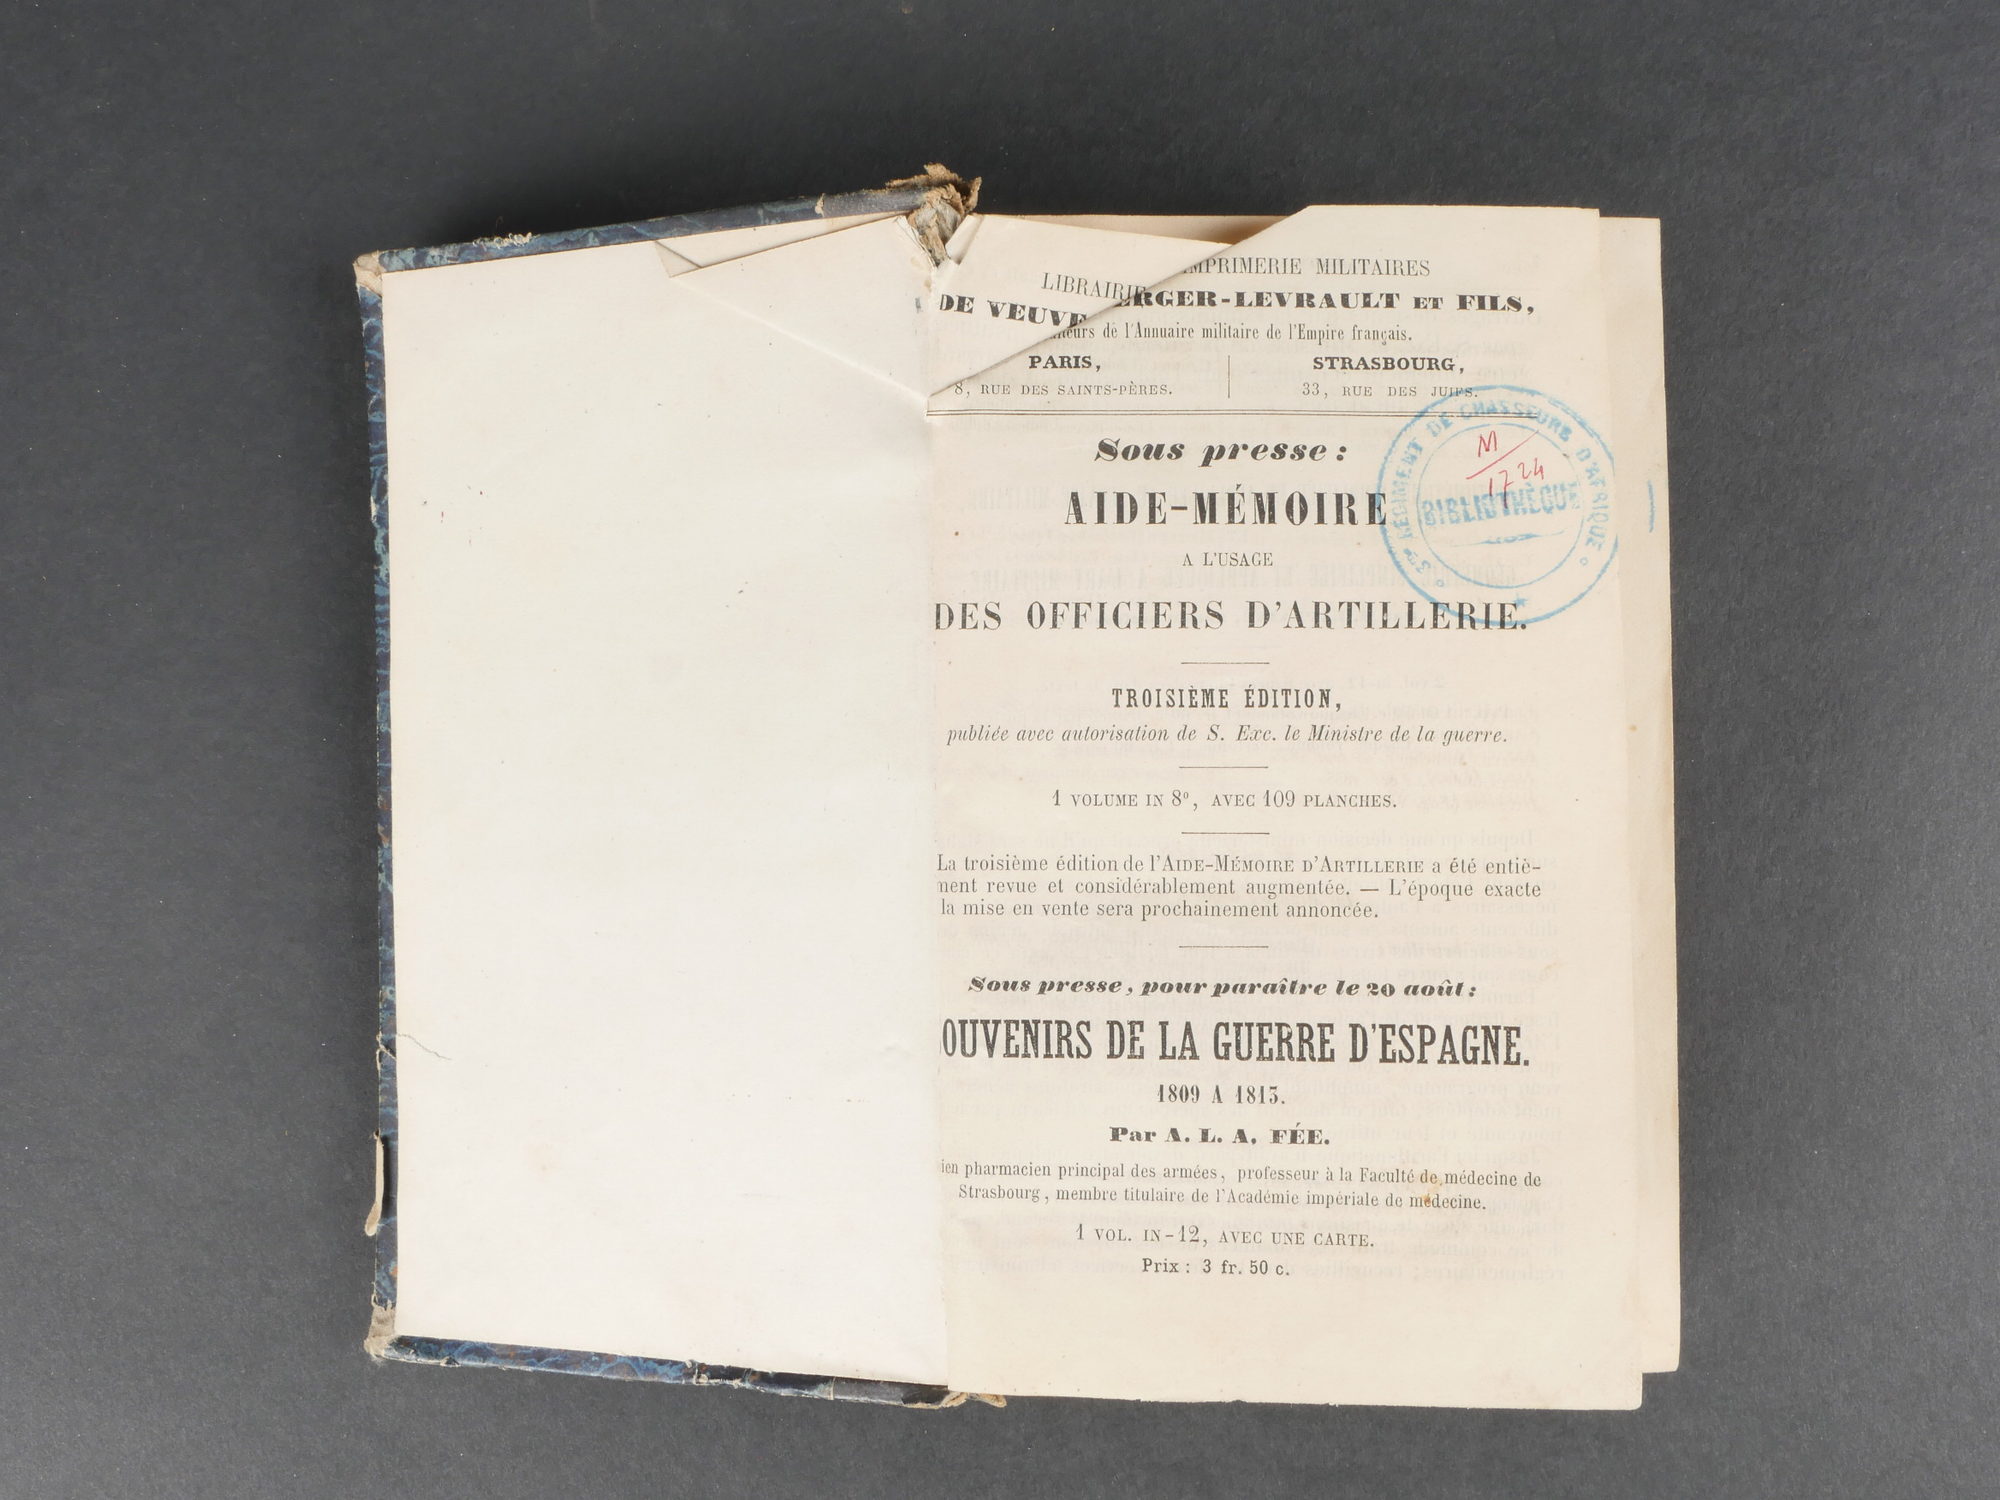 LIBRAIRIE IMPRIMERIE MILITAIRES
DE VEUVE ERGER-LEVRAULT ET FILS,
de l'Annuaire militaire de l'Empire français.
PARIS,
8, RUE DES SAINTS-PÈRES.
STRASBOURG,
33, RUE DES JUIFS.
Sous presse:
AIDE-MÉMOIRE
A L'USAGE
DES OFFICIERS D'ARTILLERIE.
3me RÉGIMENT DE CHASSEURS D'AFRIQUE
BIBLIOTHÈQUE
M
1724
TROISIÈME ÉDITION,
publiée avec autorisation de S. Exc. le Ministre de la guerre.
1 VOLUME IN 8º, AVEC 109 PLANCHES.
La troisième édition de l'AIDE-MÉMOIRE D'ARTILLERIE a été entiè-
ment revue et considérablement augmentée. — L'époque exacte
la mise en vente sera prochainement annoncée.
Sous presse, pour paraître le 20 août:
OUVENIRS DE LA GUERRE D'ESPAGNE.
1809 A 1813.
Par A. L. A. FÉE.
ien pharmacien principal des armées, professeur à la Faculté de médecine de
Strasbourg, membre titulaire de l'Académie impériale de médecine.
1 VOL. IN-12, AVEC UNE CARTE.
Prix: 3 fr. 50 c.